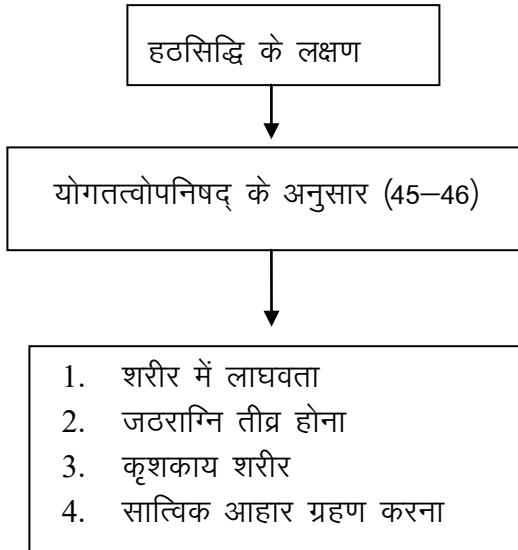 हठसिद्धि के लक्षण
योगतत्वोपनिषद् के अनुसार (45–46)
1. शरीर में लाघवता
2. जठराग्नि तीव्र होना
3. कृशकाय शरीर
4. सात्विक आहार ग्रहण करना